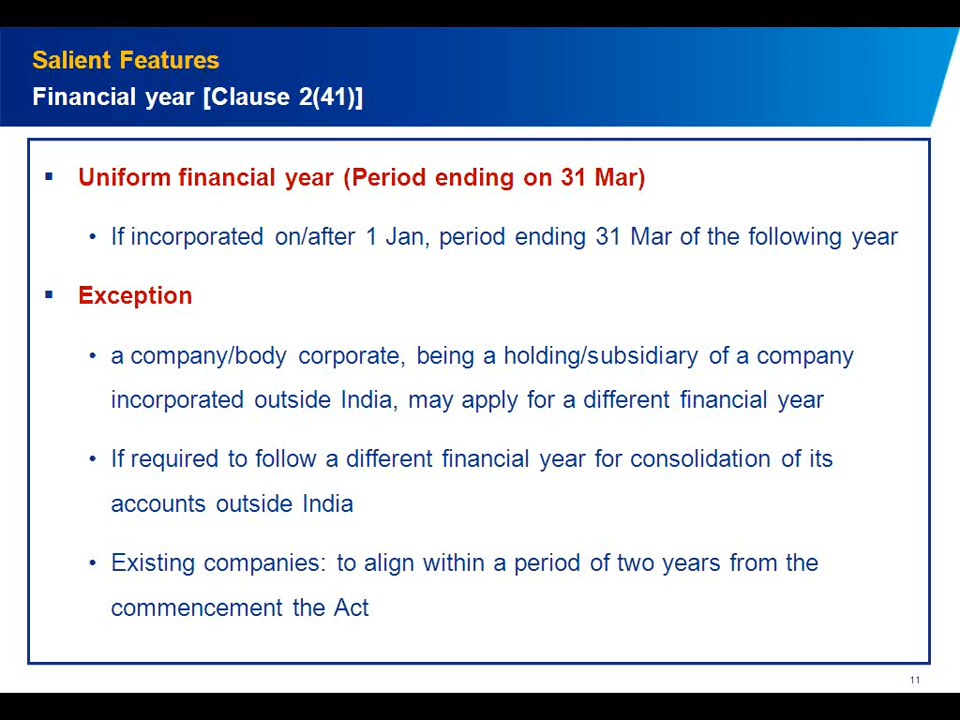 Salient Features
Financial year [Clause 2(41)]
▪ Uniform financial year (Period ending on 31 Mar)
• If incorporated on/after 1 Jan, period ending 31 Mar of the following year
▪ Exception
• a company/body corporate, being a holding/subsidiary of a company
incorporated outside India, may apply for a different financial year
• If required to follow a different financial year for consolidation of its
accounts outside India
• Existing companies: to align within a period of two years from the
commencement the Act
11